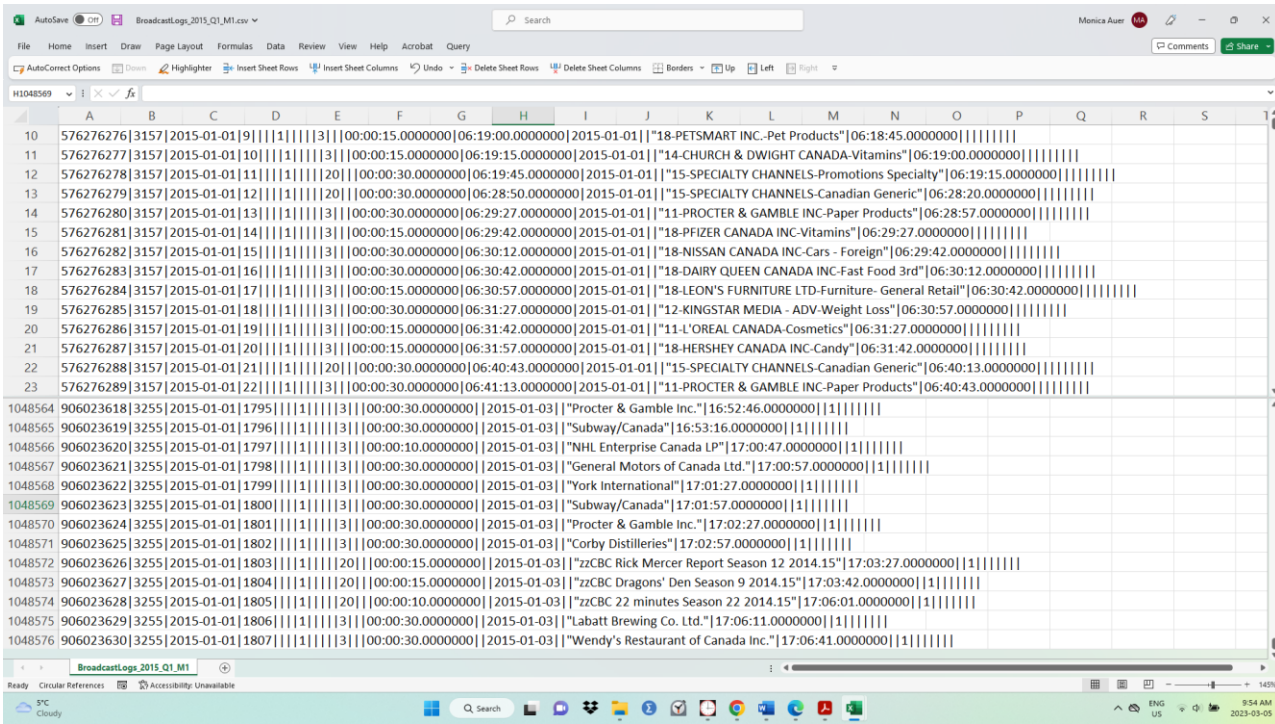 AutoSave Off BroadcastLogs_2015_Q1_M1.csv Search Monica Auer MA
File Home Insert Draw Page Layout Formulas Data Review View Help Acrobat Query Comments Share
AutoCorrect Options Down Highlighter Insert Sheet Rows Insert Sheet Columns Undo Delete Sheet Rows Delete Sheet Columns Borders Up Left Right
H1048569 fx
A B C D E F G H I J K L M N O P Q R S T
10 576276276|3157|2015-01-01|9||||1|||||3|||00:00:15.0000000|06:19:00.0000000|2015-01-01||"18-PETSMART INC.-Pet Products"|06:18:45.0000000|||||||||
11 576276277|3157|2015-01-01|10||||1|||||3|||00:00:15.0000000|06:19:15.0000000|2015-01-01||"14-CHURCH & DWIGHT CANADA-Vitamins"|06:19:00.0000000|||||||||
12 576276278|3157|2015-01-01|11||||1|||||20|||00:00:30.0000000|06:19:45.0000000|2015-01-01||"15-SPECIALTY CHANNELS-Promotions Specialty"|06:19:15.0000000|||||||||
13 576276279|3157|2015-01-01|12||||1|||||20|||00:00:30.0000000|06:28:50.0000000|2015-01-01||"15-SPECIALTY CHANNELS-Canadian Generic"|06:28:20.0000000|||||||||
14 576276280|3157|2015-01-01|13||||1|||||3|||00:00:30.0000000|06:29:27.0000000|2015-01-01||"11-PROCTER & GAMBLE INC-Paper Products"|06:28:57.0000000|||||||||
15 576276281|3157|2015-01-01|14||||1|||||3|||00:00:15.0000000|06:29:42.0000000|2015-01-01||"18-PFIZER CANADA INC-Vitamins"|06:29:27.0000000|||||||||
16 576276282|3157|2015-01-01|15||||1|||||3|||00:00:30.0000000|06:30:12.0000000|2015-01-01||"18-NISSAN CANADA INC-Cars - Foreign"|06:29:42.0000000|||||||||
17 576276283|3157|2015-01-01|16||||1|||||3|||00:00:30.0000000|06:30:42.0000000|2015-01-01||"18-DAIRY QUEEN CANADA INC-Fast Food 3rd"|06:30:12.0000000|||||||||
18 576276284|3157|2015-01-01|17||||1|||||3|||00:00:15.0000000|06:30:57.0000000|2015-01-01||"18-LEON'S FURNITURE LTD-Furniture- General Retail"|06:30:42.0000000|||||||||
19 576276285|3157|2015-01-01|18||||1|||||3|||00:00:30.0000000|06:31:27.0000000|2015-01-01||"12-KINGSTAR MEDIA - ADV-Weight Loss"|06:30:57.0000000|||||||||
20 576276286|3157|2015-01-01|19||||1|||||3|||00:00:15.0000000|06:31:42.0000000|2015-01-01||"11-L'OREAL CANADA-Cosmetics"|06:31:27.0000000|||||||||
21 576276287|3157|2015-01-01|20||||1|||||3|||00:00:15.0000000|06:31:57.0000000|2015-01-01||"18-HERSHEY CANADA INC-Candy"|06:31:42.0000000|||||||||
22 576276288|3157|2015-01-01|21||||1|||||20|||00:00:30.0000000|06:40:43.0000000|2015-01-01||"15-SPECIALTY CHANNELS-Canadian Generic"|06:40:13.0000000|||||||||
23 576276289|3157|2015-01-01|22||||1|||||3|||00:00:30.0000000|06:41:13.0000000|2015-01-01||"11-PROCTER & GAMBLE INC-Paper Products"|06:40:43.0000000|||||||||
1048564 906023618|3255|2015-01-01|1795||||1|||||3|||00:00:30.0000000||2015-01-03||"Procter & Gamble Inc."|16:52:46.0000000||1|||||||
1048565 906023619|3255|2015-01-01|1796||||1|||||3|||00:00:30.0000000||2015-01-03||"Subway/Canada"|16:53:16.0000000||1|||||||
1048566 906023620|3255|2015-01-01|1797||||1|||||3|||00:00:10.0000000||2015-01-03||"NHL Enterprise Canada LP"|17:00:47.0000000||1|||||||
1048567 906023621|3255|2015-01-01|1798||||1|||||3|||00:00:30.0000000||2015-01-03||"General Motors of Canada Ltd."|17:00:57.0000000||1|||||||
1048568 906023622|3255|2015-01-01|1799||||1|||||3|||00:00:30.0000000||2015-01-03||"York International"|17:01:27.0000000||1|||||||
1048569 906023623|3255|2015-01-01|1800||||1|||||3|||00:00:30.0000000||2015-01-03||"Subway/Canada"|17:01:57.0000000||1|||||||
1048570 906023624|3255|2015-01-01|1801||||1|||||3|||00:00:30.0000000||2015-01-03||"Procter & Gamble Inc."|17:02:27.0000000||1|||||||
1048571 906023625|3255|2015-01-01|1802||||1|||||3|||00:00:30.0000000||2015-01-03||"Corby Distilleries"|17:02:57.0000000||1|||||||
1048572 906023626|3255|2015-01-01|1803||||1|||||20|||00:00:15.0000000||2015-01-03||"zzCBC Rick Mercer Report Season 12 2014.15"|17:03:27.0000000||1|||||||
1048573 906023627|3255|2015-01-01|1804||||1|||||20|||00:00:15.0000000||2015-01-03||"zzCBC Dragons' Den Season 9 2014.15"|17:03:42.0000000||1|||||||
1048574 906023628|3255|2015-01-01|1805||||1|||||20|||00:00:10.0000000||2015-01-03||"zzCBC 22 minutes Season 22 2014.15"|17:06:01.0000000||1|||||||
1048575 906023629|3255|2015-01-01|1806||||1|||||3|||00:00:30.0000000||2015-01-03||"Labatt Brewing Co. Ltd."|17:06:11.0000000||1|||||||
1048576 906023630|3255|2015-01-01|1807||||1|||||3|||00:00:30.0000000||2015-01-03||"Wendy's Restaurant of Canada Inc."|17:06:41.0000000||1|||||||
BroadcastLogs_2015_Q1_M1
Ready Circular References Accessibility: Unavailable 145%
5°C Search ENG 9:54 AM
Cloudy US 2023-03-05